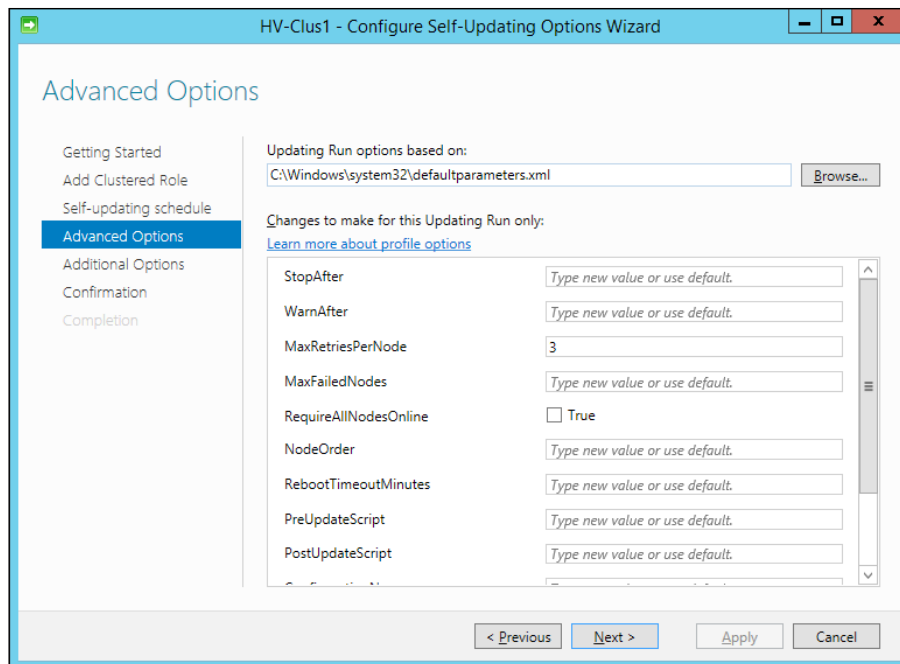 HV-Clus1 - Configure Self-Updating Options Wizard
Advanced Options
Getting Started
Add Clustered Role
Self-updating schedule
Advanced Options
Additional Options
Confirmation
Completion
Updating Run options based on:
C:\Windows\system32\defaultparameters.xml
Browse...
Changes to make for this Updating Run only:
Learn more about profile options
StopAfter Type new value or use default.
WarnAfter Type new value or use default.
MaxRetriesPerNode 3
MaxFailedNodes Type new value or use default.
RequireAllNodesOnline True
NodeOrder Type new value or use default.
RebootTimeoutMinutes Type new value or use default.
PreUpdateScript Type new value or use default.
PostUpdateScript Type new value or use default.
< Previous Next > Apply Cancel